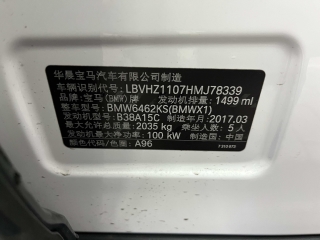 华晨宝马汽车有限公司制造
车辆识别代号:LBVHZ1107HMJ78339
品牌:宝马(BMW)牌 发动机排量:1499 ml
整车型号:BMW6462KS(BMWX1)
发动机型号:B38A15C 制造年月:2017.03
最大允许总质量:2035 kg 乘坐人数:5人
发动机最大净功率:100 kW 制造国:中国
颜色代码/色差:A96